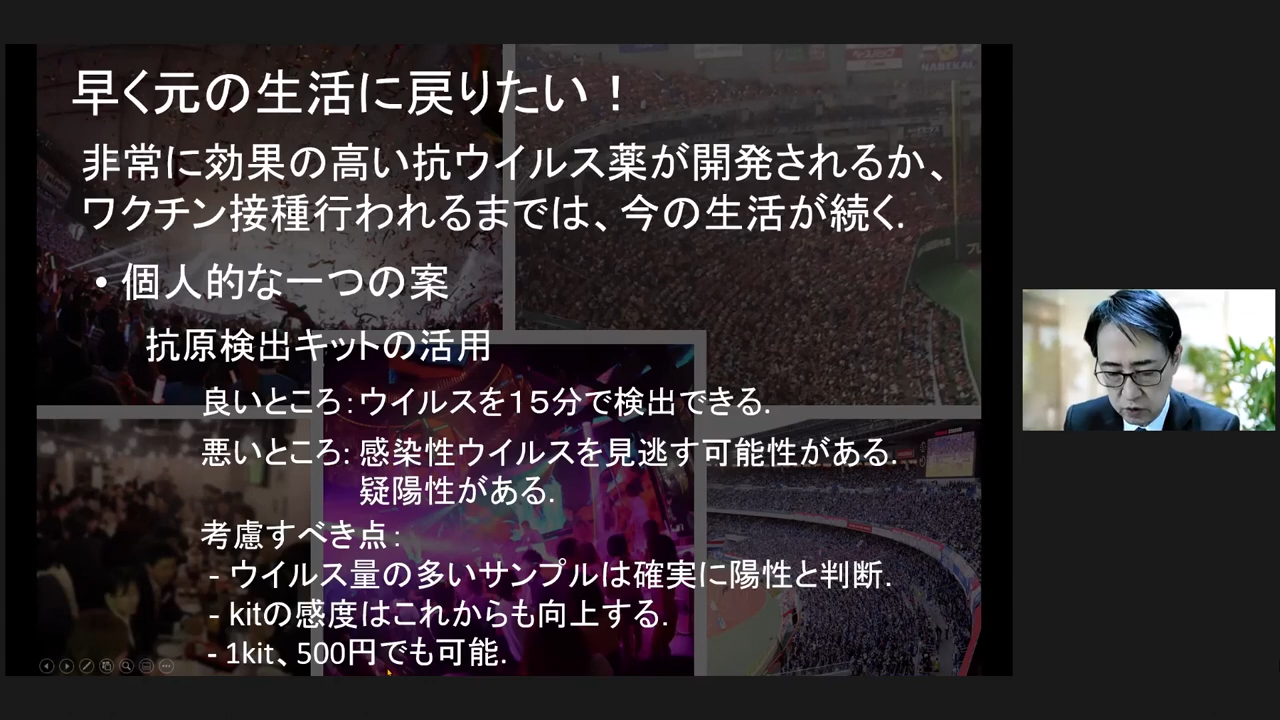 早く元の生活に戻りたい！
非常に効果の高い抗ウイルス薬が開発されるか、
ワクチン接種行われるまでは、今の生活が続く.
• 個人的な一つの案
抗原検出キットの活用
良いところ：ウイルスを１５分で検出できる.
悪いところ: 感染性ウイルスを見逃す可能性がある.
疑陽性がある.
考慮すべき点：
- ウイルス量の多いサンプルは確実に陽性と判断.
- kitの感度はこれからも向上する.
- 1kit、500円でも可能.